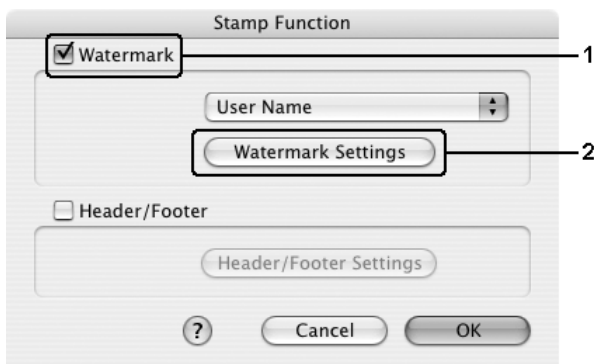 Stamp Function
Watermark
1
User Name
Watermark Settings
2
Header/Footer
Header/Footer Settings
?
Cancel
OK